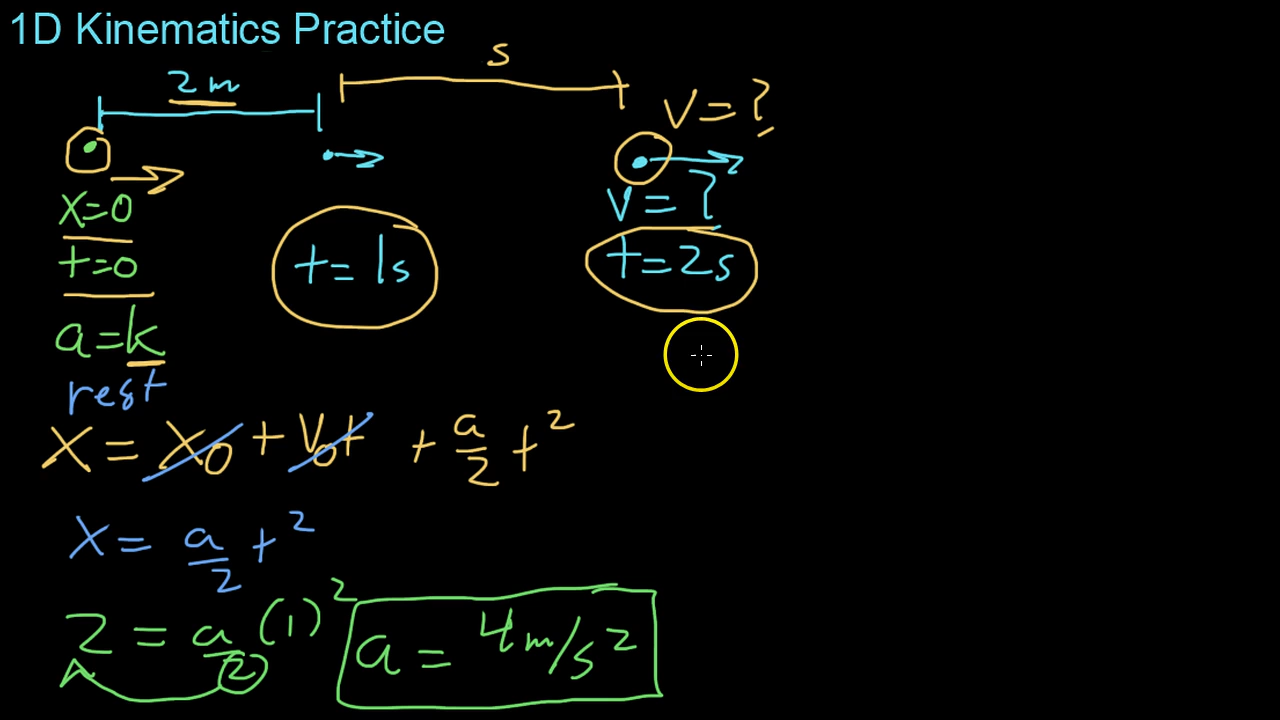 1D Kinematics Practice
2m
s
v = ?
x=0
t=0
a=k
rest
t= 1s
v = ?
t=2s
x = x₀ + v₀t + a/2 t²
x = a/2 t²
2 = a/2 (1)²
a = 4m/s²